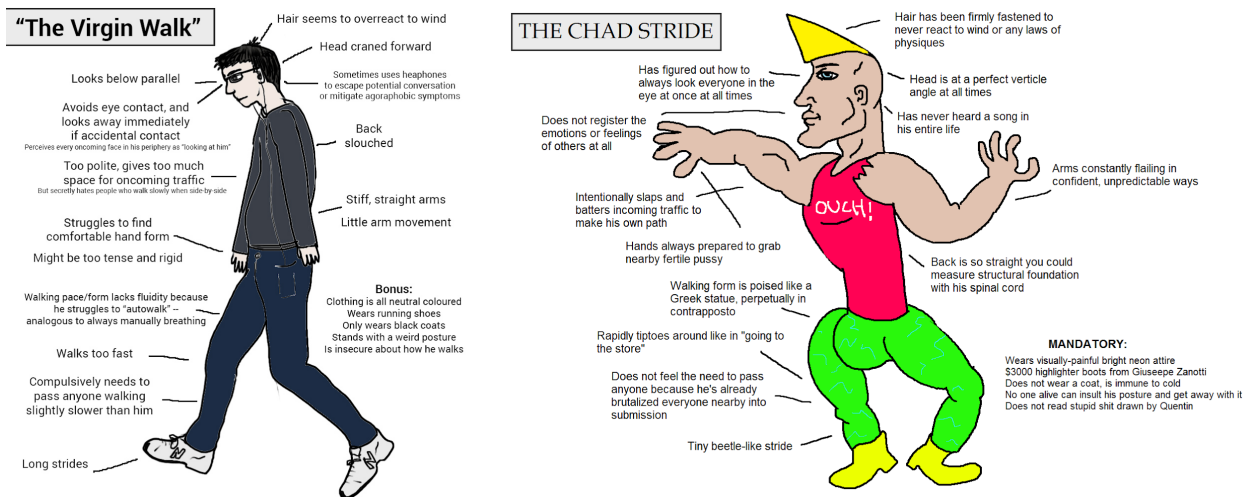 “The Virgin Walk”
Hair seems to overreact to wind
Head craned forward
Looks below parallel
Sometimes uses heaphones
to escape potential conversation
or mitigate agoraphobic symptoms
Avoids eye contact, and
looks away immediately
if accidental contact
Perceives every oncoming face in his periphery as "looking at him"
Back
slouched
Too polite, gives too much
space for oncoming traffic
But secretly hates people who walk slowly when side-by-side
Stiff, straight arms
Little arm movement
Struggles to find
comfortable hand form
Might be too tense and rigid
Walking pace/form lacks fluidity because
he struggles to “autowalk” --
analogous to always manually breathing
Bonus:
Clothing is all neutral coloured
Wears running shoes
Only wears black coats
Stands with a weird posture
Is insecure about how he walks
Walks too fast
Compulsively needs to
pass anyone walking
slightly slower than him
Long strides
N
THE CHAD STRIDE
Hair has been firmly fastened to
never react to wind or any laws of
physiques
Has figured out how to
always look everyone in the
eye at once at all times
Head is at a perfect verticle
angle at all times
Does not register the
emotions or feelings
of others at all
Has never heard a song in
his entire life
Arms constantly flailing in
confident, unpredictable ways
Intentionally slaps and
batters incoming traffic to
make his own path
OUCH!
Hands always prepared to grab
nearby fertile pussy
Back is so straight you could
measure structural foundation
with his spinal cord
Walking form is poised like a
Greek statue, perpetually in
contrapposto
Rapidly tiptoes around like in "going to
the store"
MANDATORY:
Wears visually-painful bright neon attire
$3000 highlighter boots from Giuseepe Zanotti
Does not wear a coat, is immune to cold
No one alive can insult his posture and get away with it
Does not read stupid shit drawn by Quentin
Does not feel the need to pass
anyone because he's already
brutalized everyone nearby into
submission
Tiny beetle-like stride